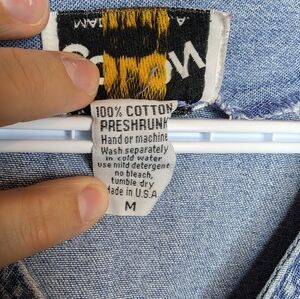 100% COTTON
PRESHRUNK
Hand or machine
Wash separately
in cold water
use mild detergent
no bleach,
tumble dry
Made in U.S.A
M